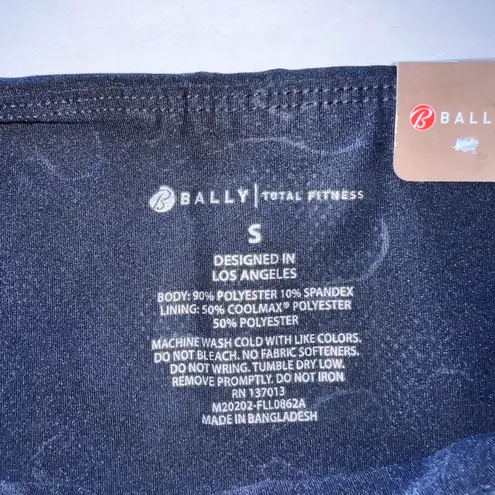 B BALLY
B BALLY | TOTAL FITNESS
S
DESIGNED IN
LOS ANGELES
BODY: 90% POLYESTER 10% SPANDEX
LINING: 50% COOLMAX® POLYESTER
50% POLYESTER
MACHINE WASH COLD WITH LIKE COLORS.
DO NOT BLEACH. NO FABRIC SOFTENERS.
DO NOT WRING. TUMBLE DRY LOW.
REMOVE PROMPTLY. DO NOT IRON
RN 137013
M20202-FLL0862A
MADE IN BANGLADESH